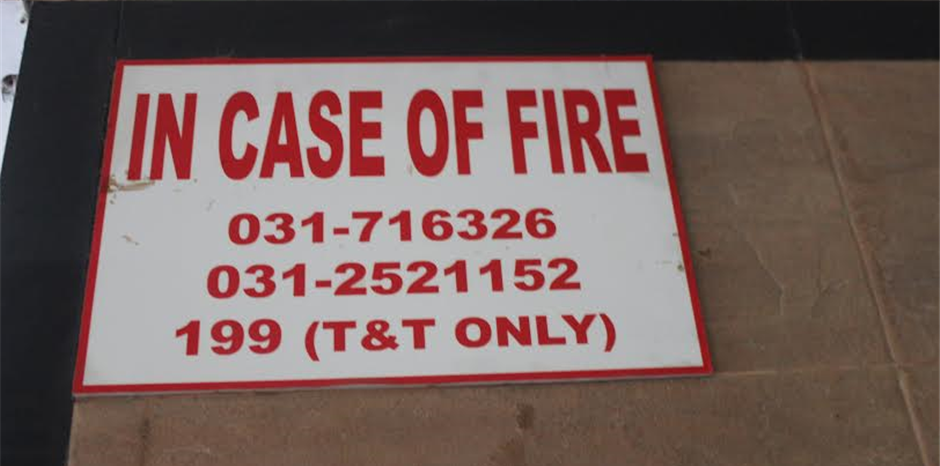 IN CASE OF FIRE
031-716326
031-2521152
199 (T&T ONLY)